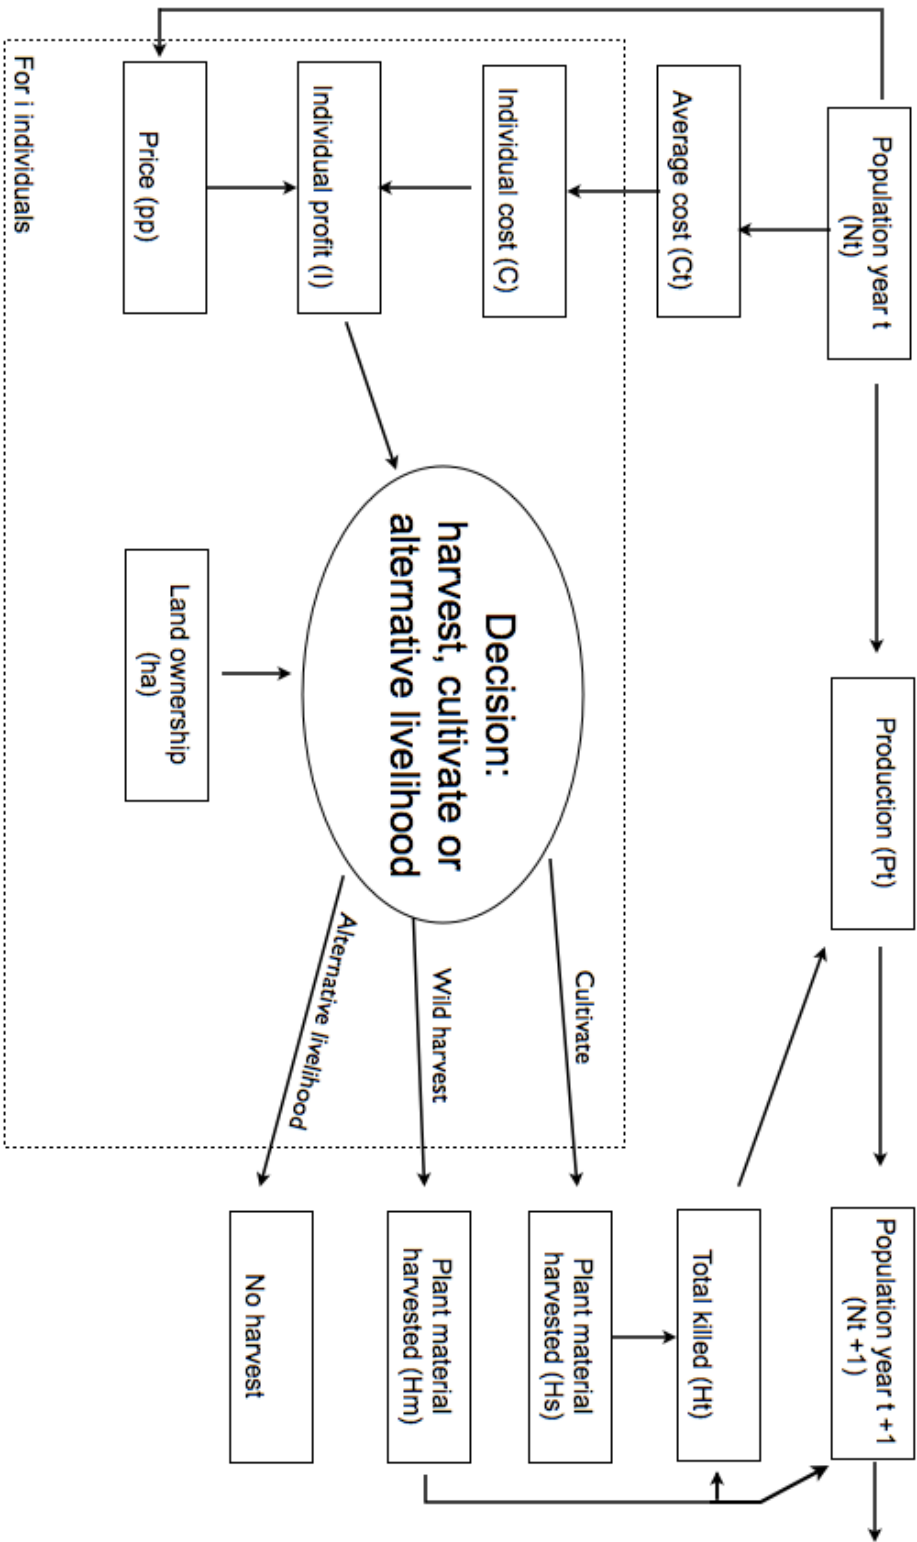 Population year t
(Nt)
Production (Pt)
Population year t +1
(Nt +1)
Average cost (Ct)
Total killed (Ht)
Individual cost (C)
Cultivate
Plant material
harvested (Hs)
Decision:
harvest, cultivate or
alternative livelihood
Individual profit (I)
Wild harvest
Plant material
harvested (Hm)
Alternative livelihood
No harvest
Price (pp)
Land ownership
(ha)
For i individuals